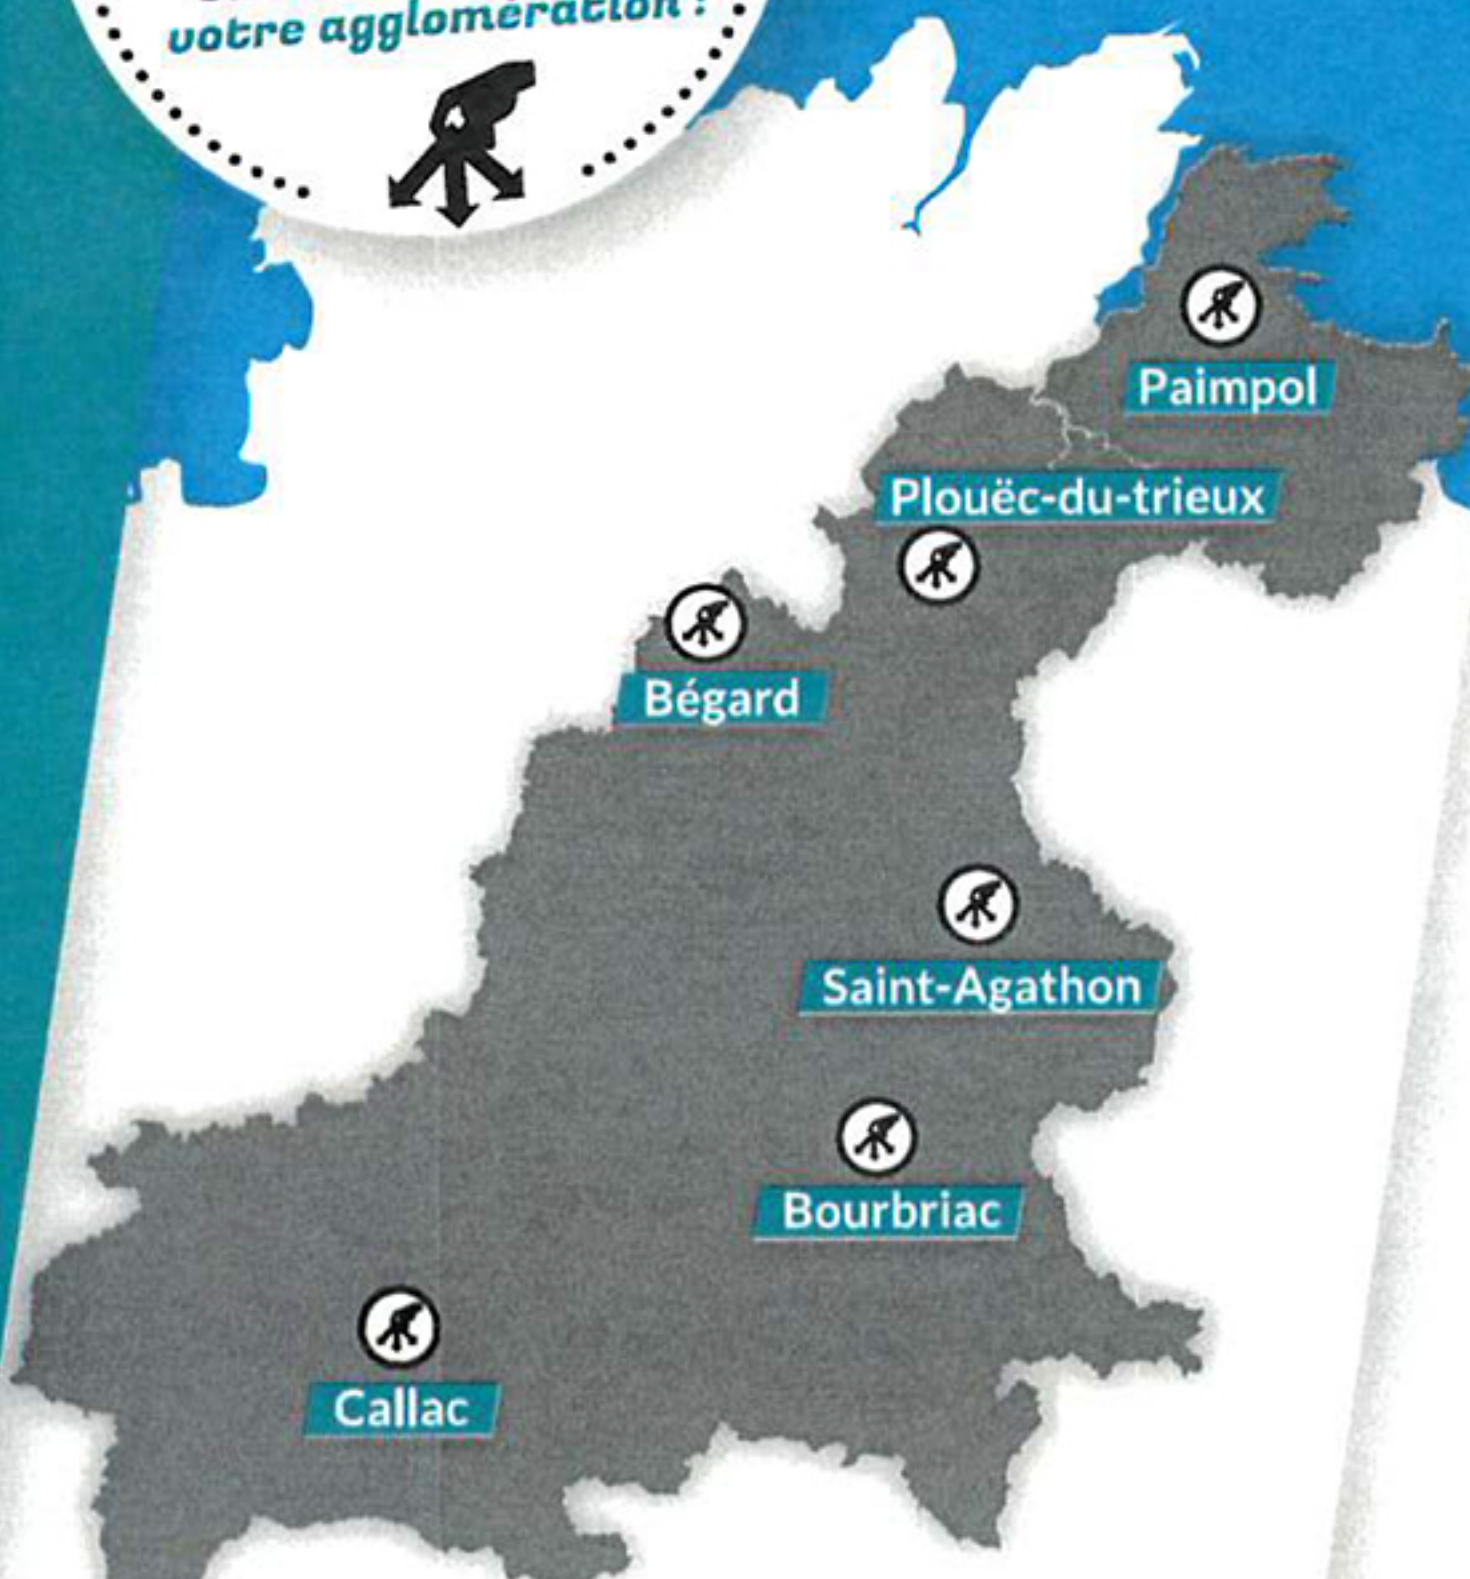 votre agglomération !
Paimpol
Plouëc-du-trieux
Bégard
Saint-Agathon
Bourbriac
Callac